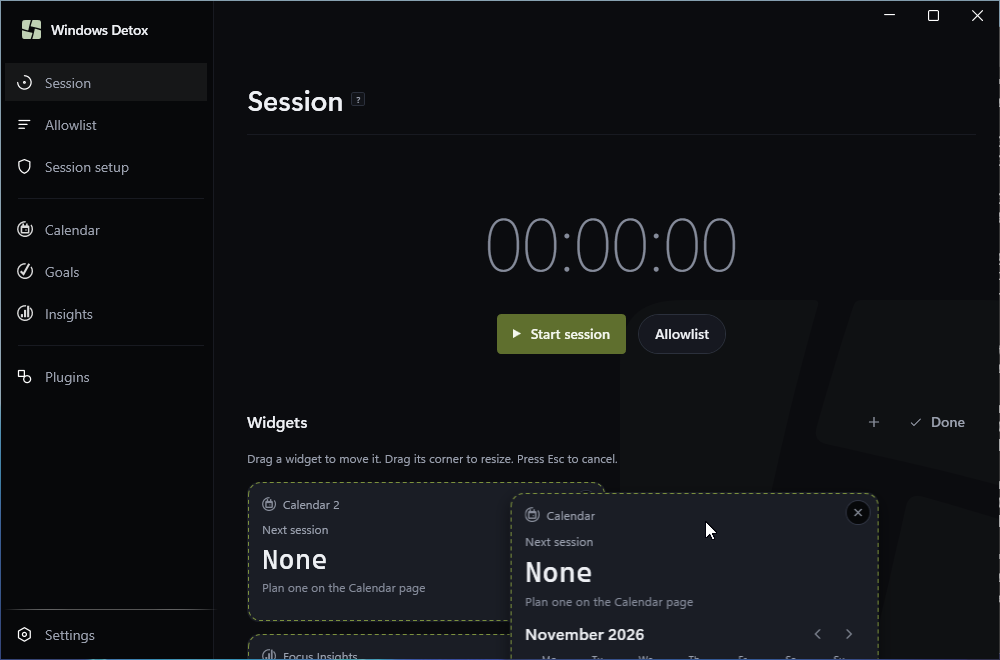 Windows Detox
Session
Allowlist
Session setup
Calendar
Goals
Insights
Plugins
Settings
Session ?
00:00:00
Start session
Allowlist
Widgets
Done
Drag a widget to move it. Drag its corner to resize. Press Esc to cancel.
Calendar 2
Next session
None
Plan one on the Calendar page
Focus Insights
Calendar
Next session
None
Plan one on the Calendar page
November 2026